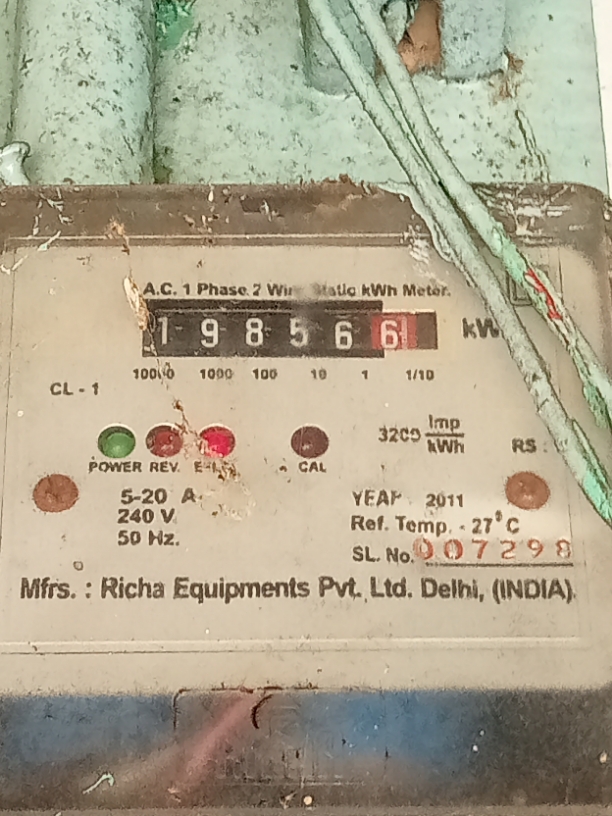 A.C. 1 Phase 2 Wire Static kWh Meter.
1 9 8 5 6 6 kW
10000 1000 100 10 1 1/10
CL - 1
3200 Imp/kWh
RS :
POWER REV. E-L CAL
5-20 A
240 V
50 Hz.
YEAR 2011
Ref. Temp. - 27°C
SL. No. 007298
Mfrs. : Richa Equipments Pvt. Ltd. Delhi, (INDIA).